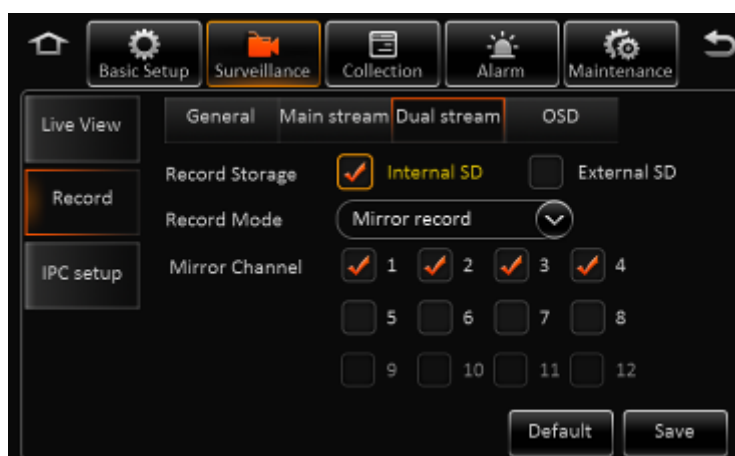 Basic Setup Surveillance Collection Alarm Maintenance
Live View
Record
IPC setup
General Main stream Dual stream OSD
Record Storage Internal SD External SD
Record Mode Mirror record
Mirror Channel 1 2 3 4
5 6 7 8
9 10 11 12
Default Save